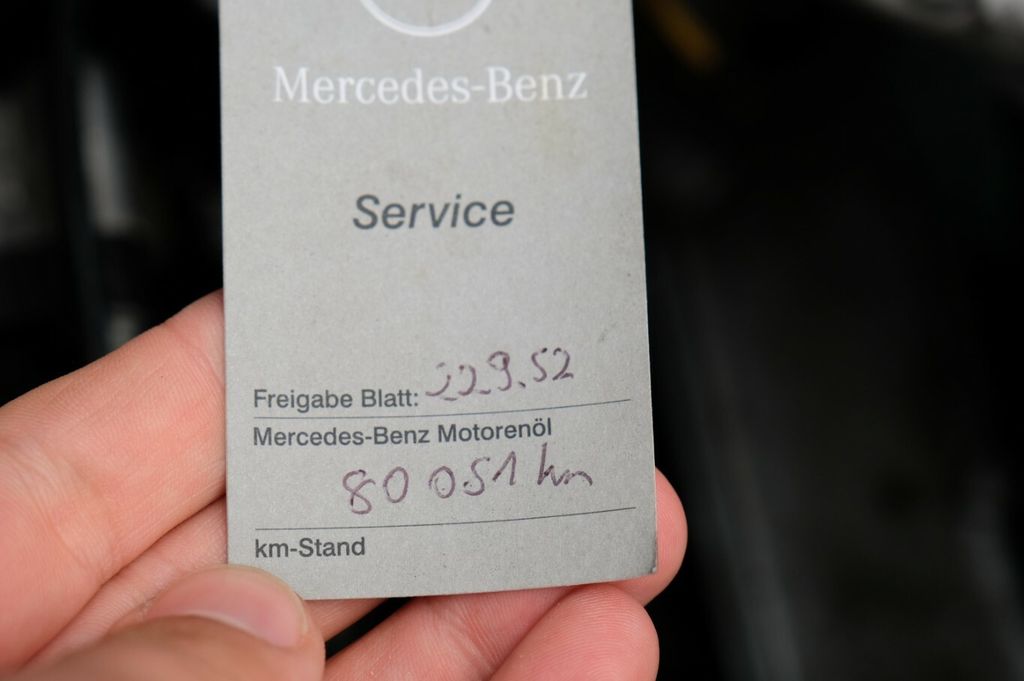 Mercedes-Benz
Service
Freigabe Blatt: 229.52
Mercedes-Benz Motorenöl
80 051 km
km-Stand